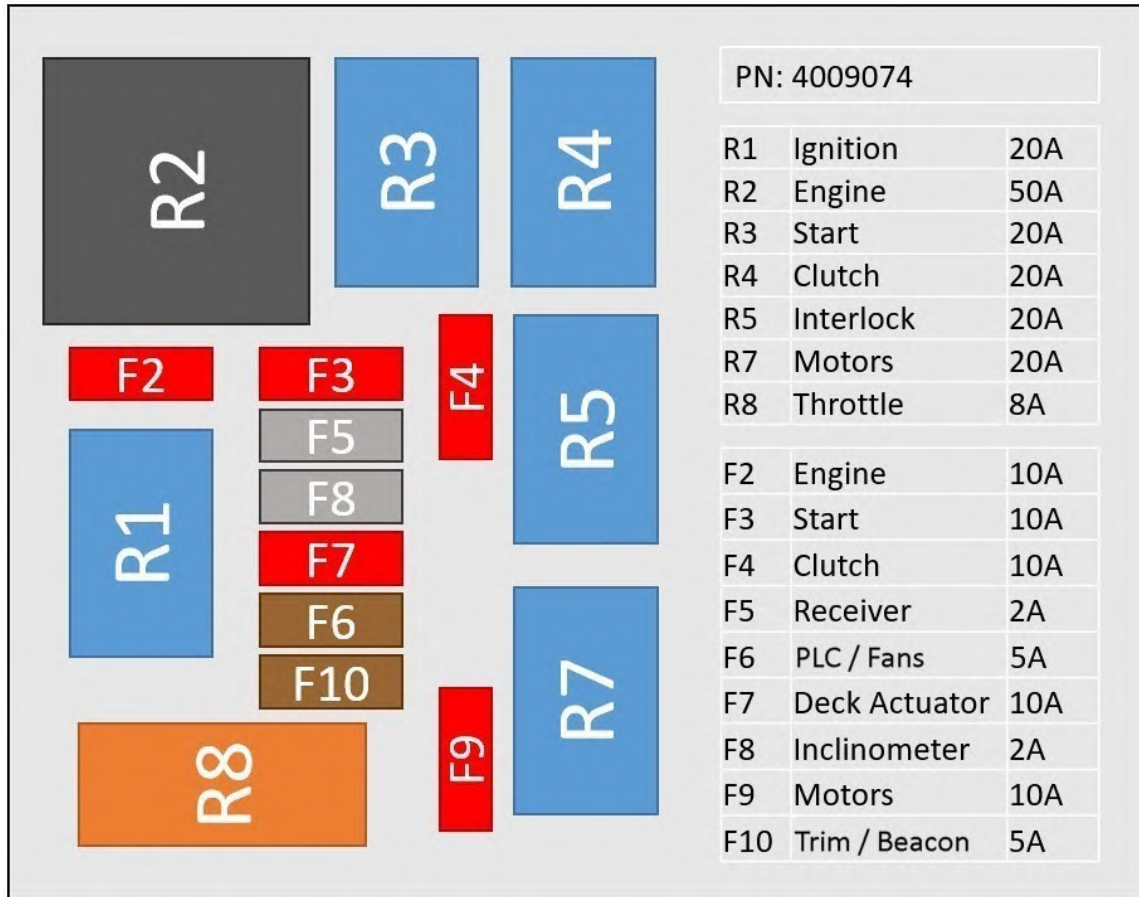 R2
R3
R4
F2
F3
F4
F5
F8
R5
R1
F7
F6
F10
R7
F9
R8
PN: 4009074
R1 Ignition 20A
R2 Engine 50A
R3 Start 20A
R4 Clutch 20A
R5 Interlock 20A
R7 Motors 20A
R8 Throttle 8A
F2 Engine 10A
F3 Start 10A
F4 Clutch 10A
F5 Receiver 2A
F6 PLC / Fans 5A
F7 Deck Actuator 10A
F8 Inclinometer 2A
F9 Motors 10A
F10 Trim / Beacon 5A